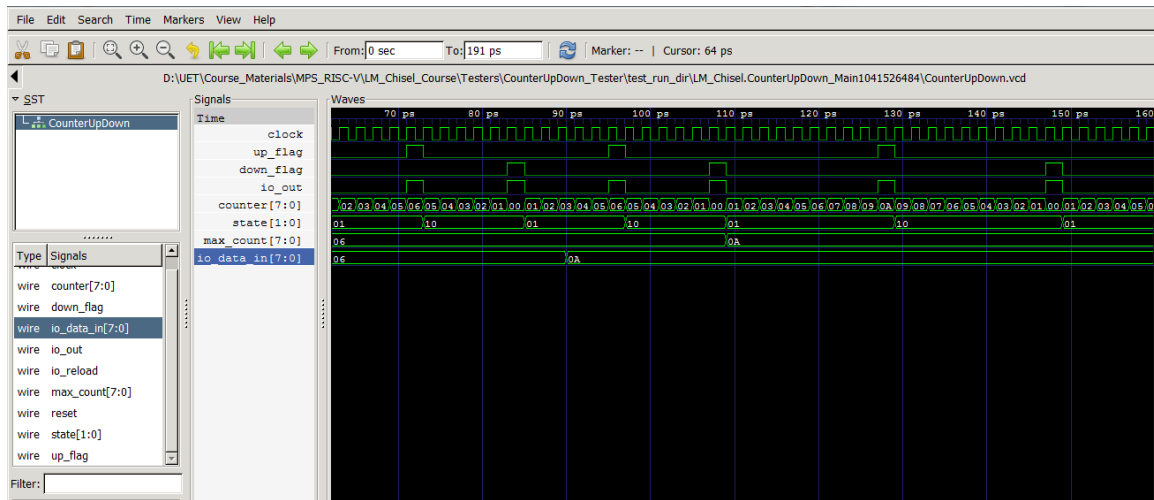 File Edit Search Time Markers View Help
From: 0 sec To: 191 ps Marker: -- | Cursor: 64 ps
D:\UET\Course_Materials\MPS_RISC-V\LM_Chisel_Course\Testers\CounterUpDown_Tester\test_run_dir\LM_Chisel.CounterUpDown_Main1041526484\CounterUpDown.vcd
SST
CounterUpDown
Type Signals
wire counter[7:0]
wire down_flag
wire io_data_in[7:0]
wire io_out
wire io_reload
wire max_count[7:0]
wire reset
wire state[1:0]
wire up_flag
Filter:
Signals
Time
clock
up_flag
down_flag
io_out
counter[7:0]
state[1:0]
max_count[7:0]
io_data_in[7:0]
Waves
70 ps 80 ps 90 ps 100 ps 110 ps 120 ps 130 ps 140 ps 150 ps 160
02 03 04 05 06 05 04 03 02 01 00 01 02 03 04 05 06 05 04 03 02 01 00 01 02 03 04 05 06 07 08 09 0A 09 08 07 06 05 04 03 02 01 00 01 02 03 04 05
01 10 01 10 01 10 01
06 0A
06 0A